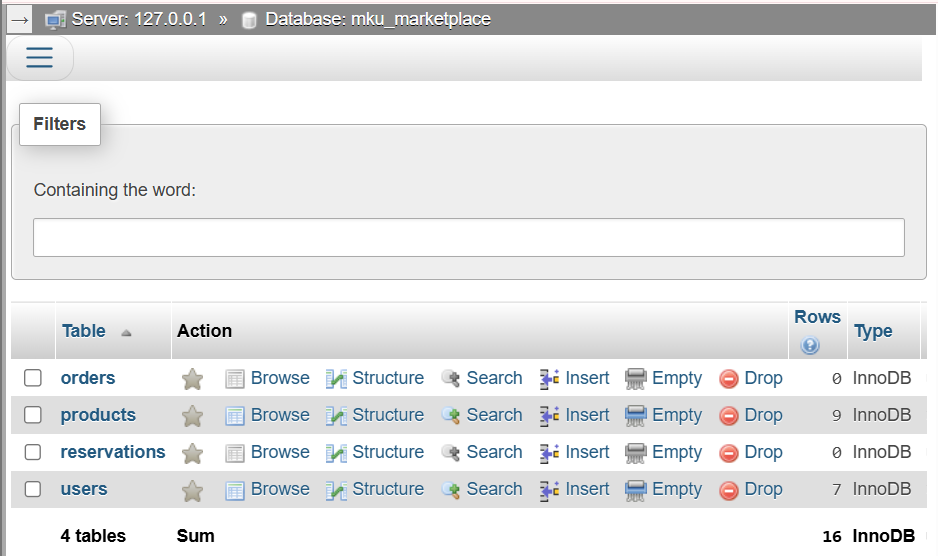 → Server: 127.0.0.1 » Database: mku_marketplace
Filters
Containing the word:
Table Action Rows Type
orders Browse Structure Search Insert Empty Drop 0 InnoDB
products Browse Structure Search Insert Empty Drop 9 InnoDB
reservations Browse Structure Search Insert Empty Drop 0 InnoDB
users Browse Structure Search Insert Empty Drop 7 InnoDB
4 tables Sum 16 InnoDB